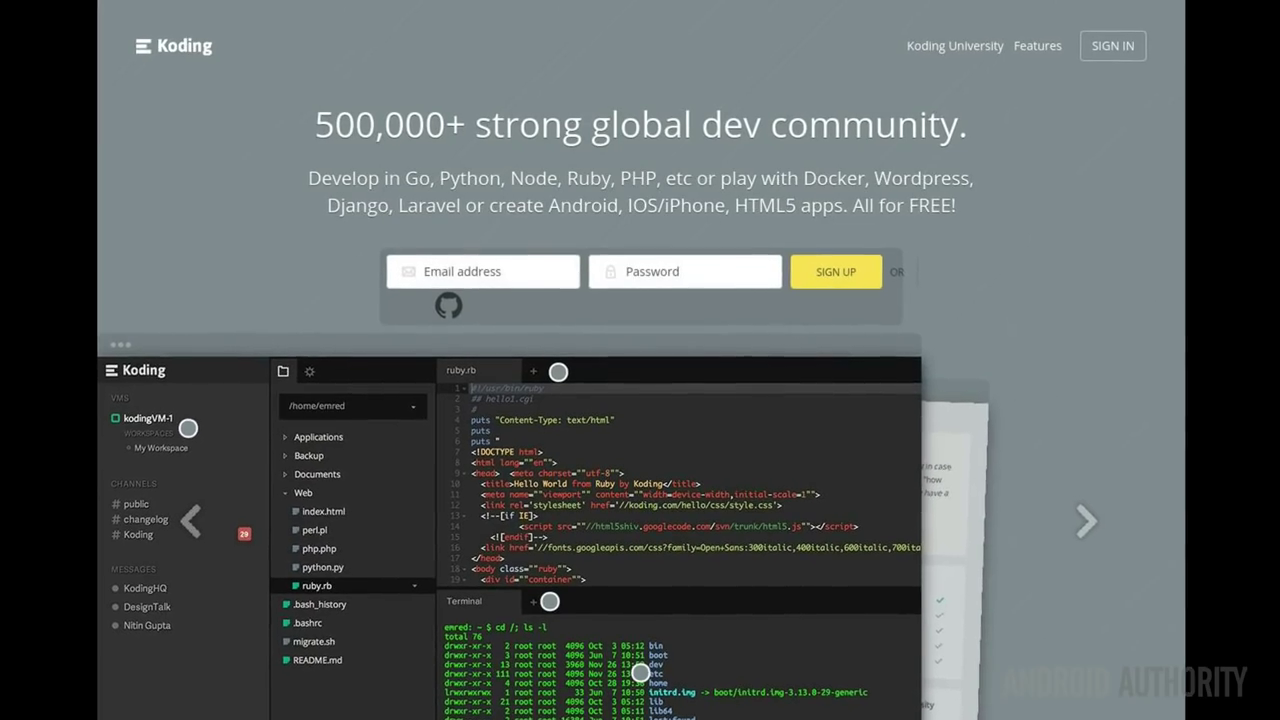 Koding
Koding University Features SIGN IN
500,000+ strong global dev community.
Develop in Go, Python, Node, Ruby, PHP, etc or play with Docker, Wordpress,
Django, Laravel or create Android, IOS/iPhone, HTML5 apps. All for FREE!
Email address Password SIGN UP OR
Koding
VMS
kodingVM-1
WORKSPACES
My Workspace
CHANNELS
# public
# changelog
# Koding 29
MESSAGES
KodingHQ
DesignTalk
Nitin Gupta
/home/emred
Applications
Backup
Documents
Web
index.html
perl.pl
php.php
python.py
ruby.rb
.bash_history
.bashrc
migrate.sh
README.md
ruby.rb +
1 #!/usr/bin/ruby
2 ## hello1.cgi
3 #
4 puts "Content-Type: text/html"
5 puts
6 puts "
7 <!DOCTYPE html>
8 <html lang=""en"">
9 <head> <meta charset=""utf-8"">
10 <title>Hello World from Ruby by Koding</title>
11 <meta name=""viewport"" content=""width=device-width,initial-scale=1"">
12 <link rel='stylesheet' href='//koding.com/hello/css/style.css'>
13 <!--[if IE]>
14 <script src=""//html5shiv.googlecode.com/svn/trunk/html5.js""></script>
15 <![endif]-->
16 <link href='//fonts.googleapis.com/css?family=Open+Sans:300italic,400italic,600italic,700ita
17 </head>
18 <body class=""ruby"">
19 <div id=""container"">
Terminal +
emred: ~ $ cd /; ls -l
total 76
drwxr-xr-x 2 root root 4096 Oct 3 05:12 bin
drwxr-xr-x 3 root root 4096 Jun 7 10:51 boot
drwxr-xr-x 13 root root 3960 Nov 26 dev
drwxr-xr-x 111 root root 4096 Nov 26 etc
drwxr-xr-x 4 root root 4096 Oct 28 home
lrwxrwxrwx 1 root root 33 Jun 7 10:50 initrd.img -> boot/initrd.img-3.13.0-29-generic
drwxr-xr-x 21 root root 4096 Oct 3 05:12 lib
drwxr-xr-x 2 root root 4096 Oct 3 05:11 lib64
in case
"how
have a
ANDROID AUTHORITY